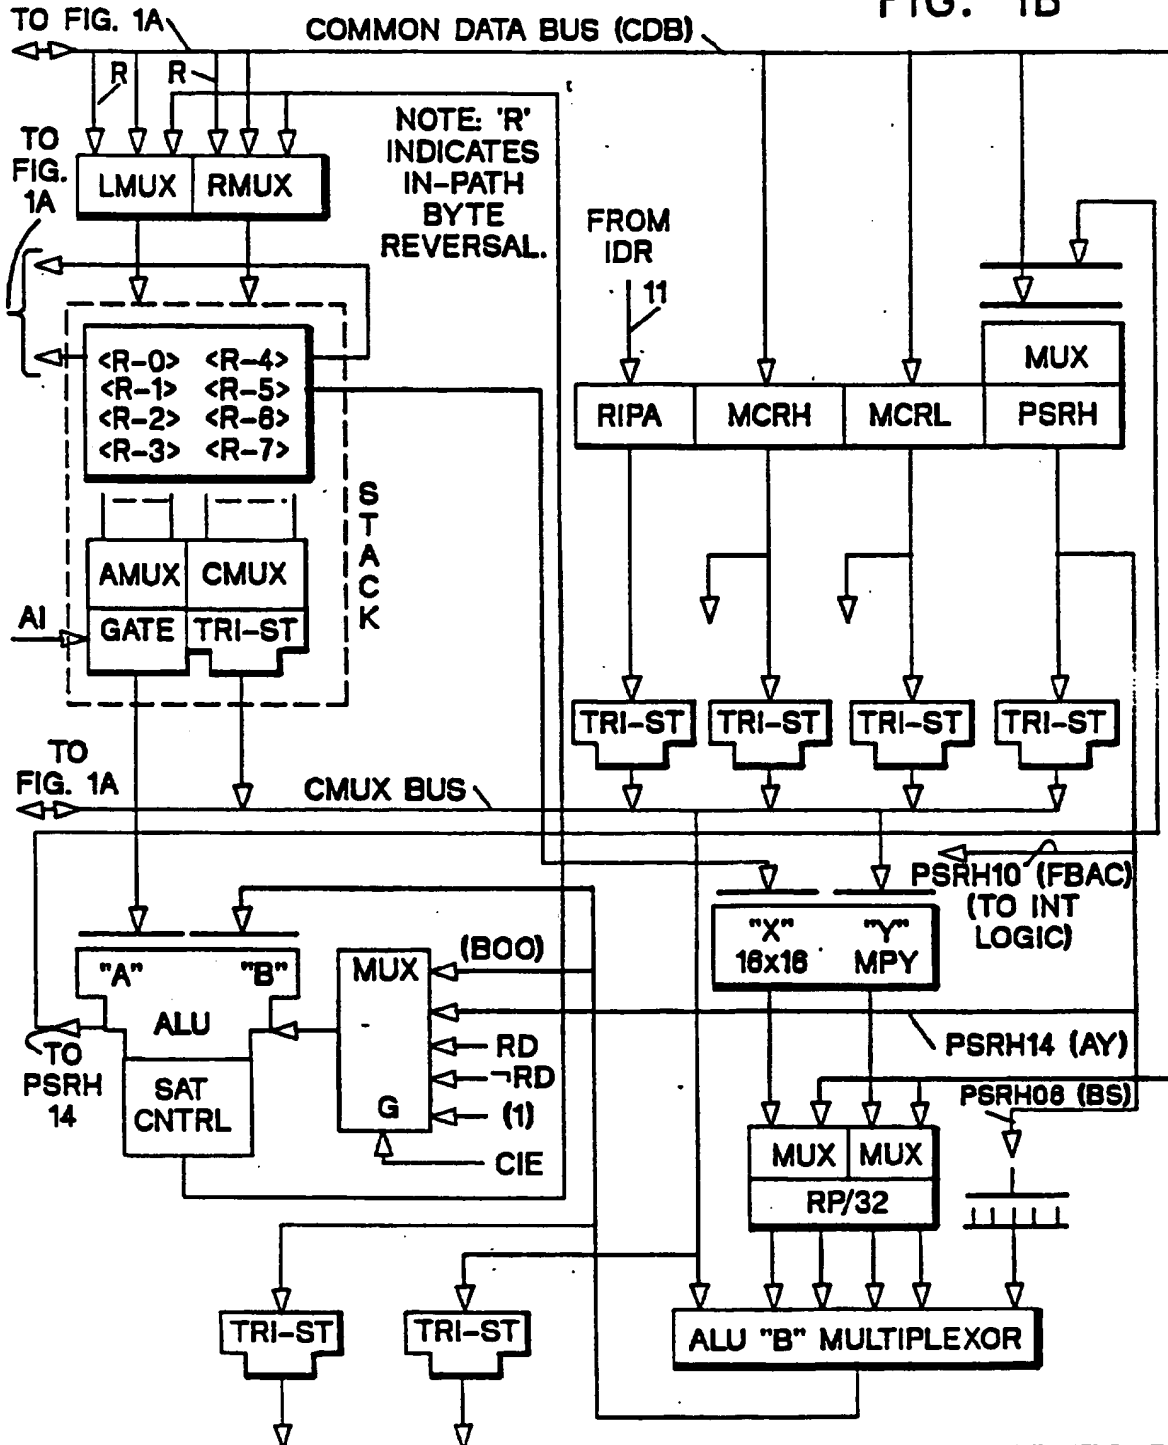 FIG. 1B
TO FIG. 1A
COMMON DATA BUS (CDB)
R
R
NOTE: 'R'
INDICATES
IN-PATH
BYTE
REVERSAL.
TO
FIG.
1A
LMUX
RMUX
FROM
IDR
11
<R-0> <R-4>
<R-1> <R-5>
<R-2> <R-6>
<R-3> <R-7>
STACK
MUX
RIPA
MCRH
MCRL
PSRH
AMUX
CMUX
AI
GATE
TRI-ST
TRI-ST
TRI-ST
TRI-ST
TRI-ST
TO
FIG. 1A
CMUX BUS
PSRH10 (FBAC)
(TO INT
LOGIC)
"X" "Y"
16x16 MPY
"A" "B"
ALU
SAT
CNTRL
TO
PSRH
14
MUX
G
(BOO)
RD
¬RD
(1)
CIE
PSRH14 (AY)
PSRH08 (BS)
MUX
MUX
RP/32
TRI-ST
TRI-ST
ALU "B" MULTIPLEXOR